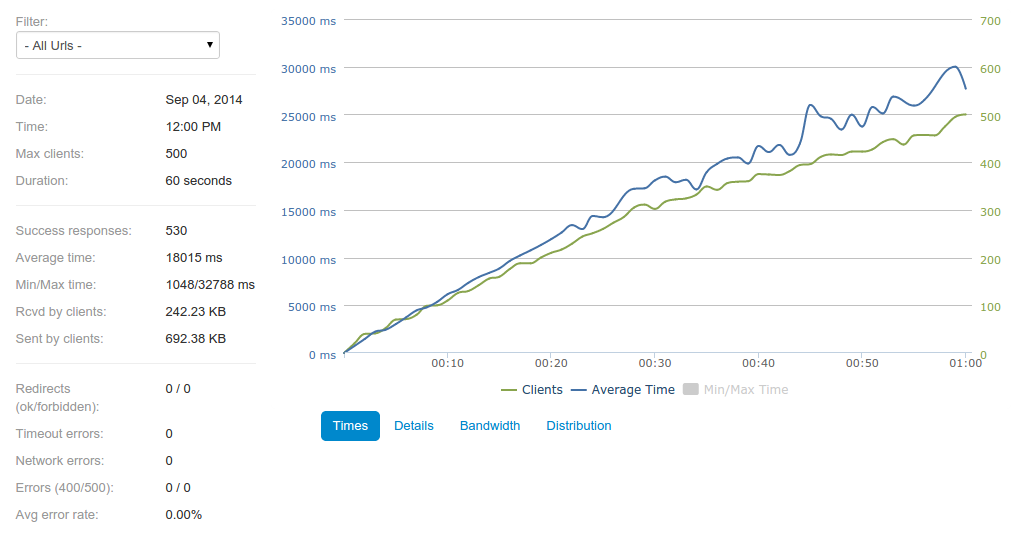 Filter:
- All Urls -
Date: Sep 04, 2014
Time: 12:00 PM
Max clients: 500
Duration: 60 seconds
Success responses: 530
Average time: 18015 ms
Min/Max time: 1048/32788 ms
Rcvd by clients: 242.23 KB
Sent by clients: 692.38 KB
Redirects 0 / 0
(ok/forbidden):
Timeout errors: 0
Network errors: 0
Errors (400/500): 0 / 0
Avg error rate: 0.00%
35000 ms 700
30000 ms 600
25000 ms 500
20000 ms 400
15000 ms 300
10000 ms 200
5000 ms 100
0 ms 0
00:10 00:20 00:30 00:40 00:50 01:00
Clients Average Time Min/Max Time
Times Details Bandwidth Distribution